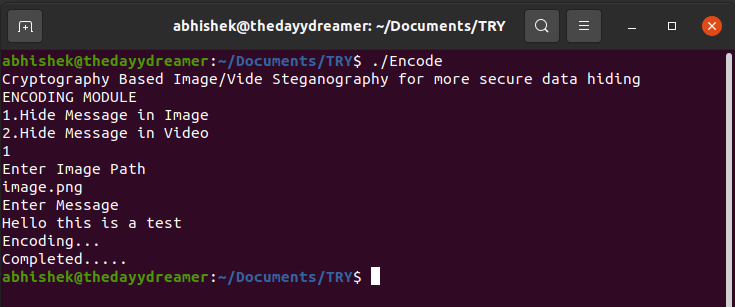 abhishek@thedayydreamer: ~/Documents/TRY
abhishek@thedayydreamer:~/Documents/TRY$ ./Encode
Cryptography Based Image/Vide Steganography for more secure data hiding
ENCODING MODULE
1.Hide Message in Image
2.Hide Message in Video
1
Enter Image Path
image.png
Enter Message
Hello this is a test
Encoding...
Completed.....
abhishek@thedayydreamer:~/Documents/TRY$